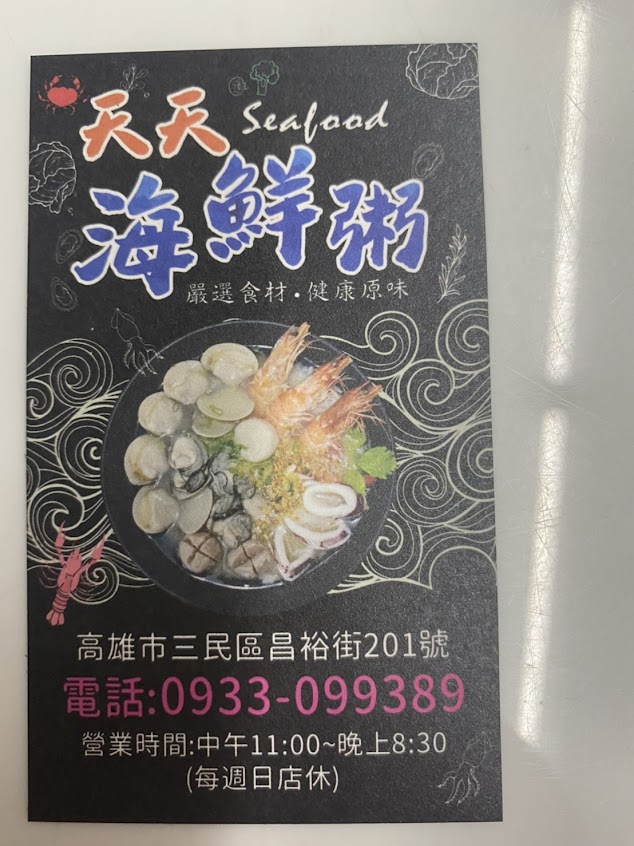 天天 Seafood
海鮮粥
嚴選食材・健康原味
高雄市三民區昌裕街201號
電話:0933-099389
營業時間:中午11:00~晚上8:30
(每週日店休)